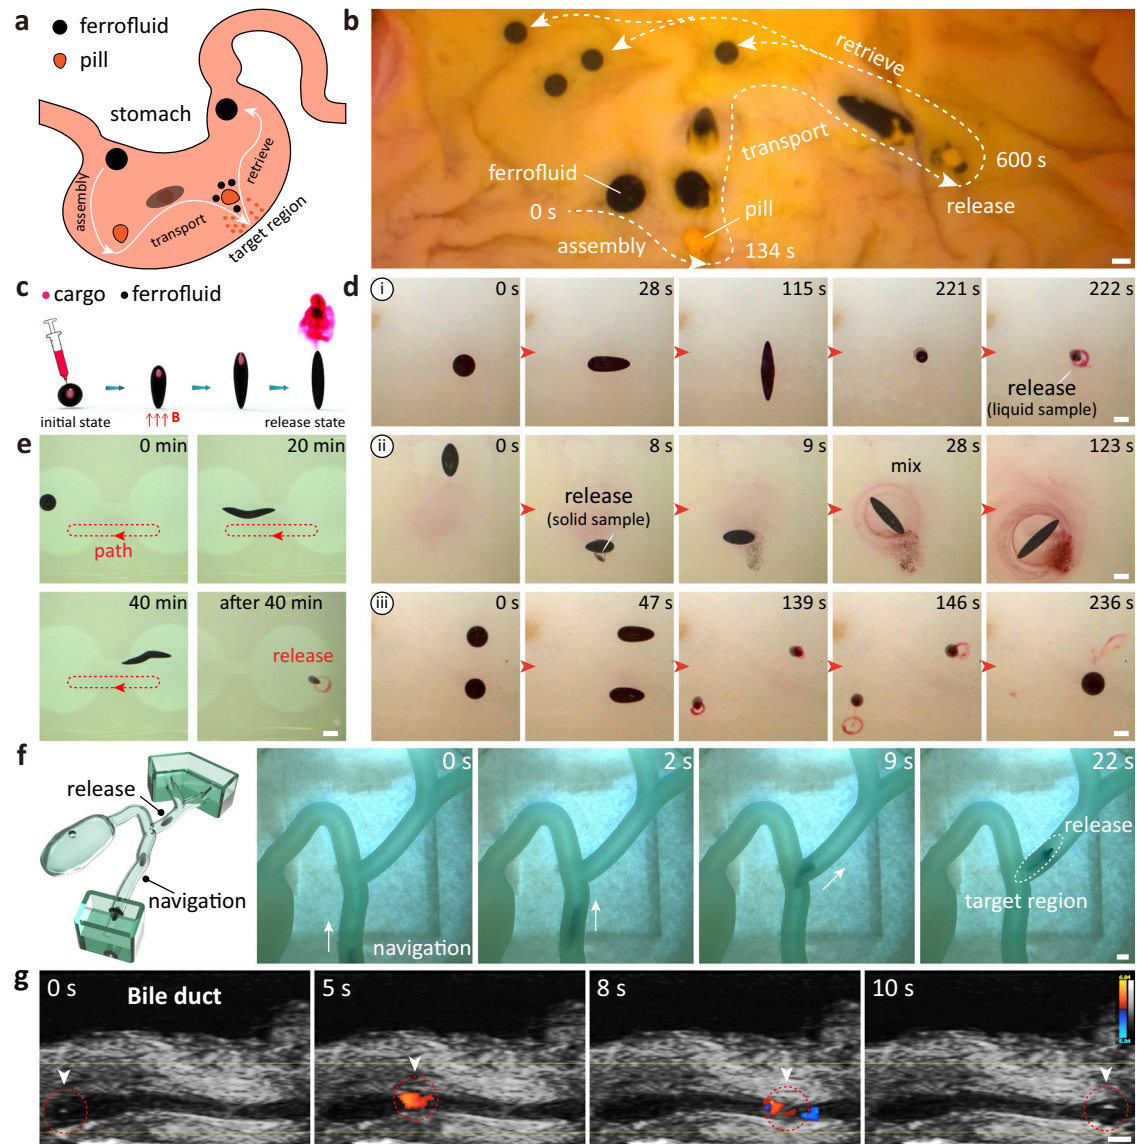 a
ferrofluid
pill
stomach
assembly
transport
retrieve
target region
b
retrieve
transport
ferrofluid
0 s
assembly
pill
134 s
600 s
release
c
cargo
ferrofluid
B
initial state
release state
d
i
0 s
28 s
115 s
221 s
222 s
release
(liquid sample)
e
0 min
path
20 min
40 min
after 40 min
release
ii
0 s
8 s
release
(solid sample)
9 s
28 s
mix
123 s
iii
0 s
47 s
139 s
146 s
236 s
f
release
navigation
0 s
navigation
2 s
9 s
22 s
release
target region
g
0 s
Bile duct
5 s
8 s
10 s